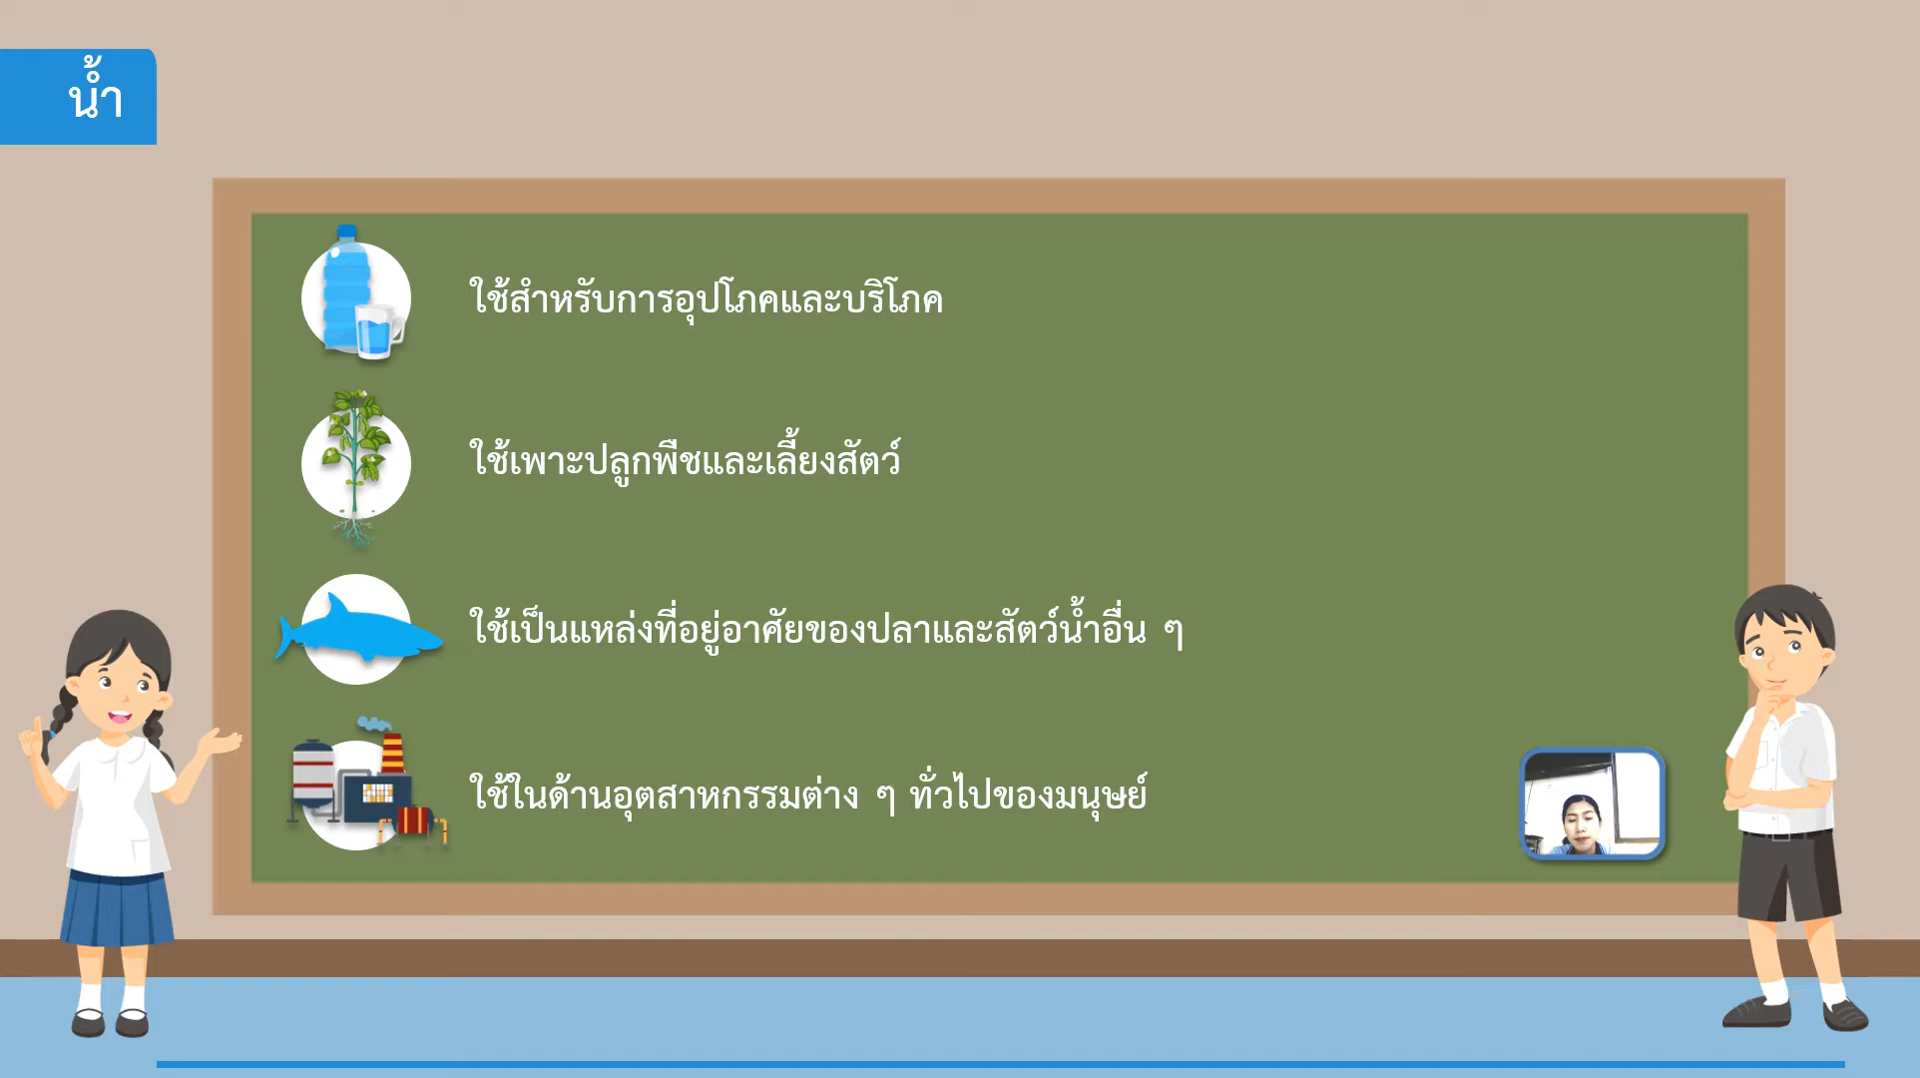 น้ำ
ใช้สำหรับการอุปโภคและบริโภค
ใช้เพาะปลูกพืชและเลี้ยงสัตว์
ใช้เป็นแหล่งที่อยู่อาศัยของปลาและสัตว์น้ำอื่น ๆ
ใช้ในด้านอุตสาหกรรมต่าง ๆ ทั่วไปของมนุษย์